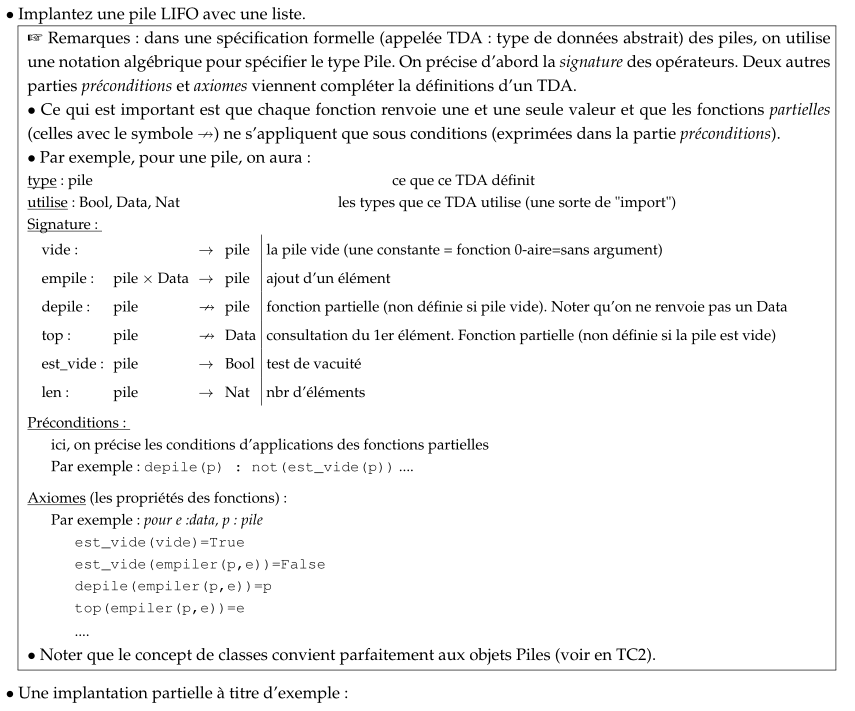 • Implantez une pile LIFO avec une liste.
☞ Remarques : dans une spécification formelle (appelée TDA : type de données abstrait) des piles, on utilise
une notation algébrique pour spécifier le type Pile. On précise d'abord la signature des opérateurs. Deux autres
parties préconditions et axiomes viennent compléter la définitions d'un TDA.
• Ce qui est important est que chaque fonction renvoie une et une seule valeur et que les fonctions partielles
(celles avec le symbole ↛) ne s'appliquent que sous conditions (exprimées dans la partie préconditions).
• Par exemple, pour une pile, on aura :
type : pile ce que ce TDA définit
utilise : Bool, Data, Nat les types que ce TDA utilise (une sorte de "import")
Signature :
vide : → pile la pile vide (une constante = fonction 0-aire=sans argument)
empile : pile × Data → pile ajout d'un élément
depile : pile ↛ pile fonction partielle (non définie si pile vide). Noter qu'on ne renvoie pas un Data
top : pile ↛ Data consultation du 1er élément. Fonction partielle (non définie si la pile est vide)
est_vide : pile → Bool test de vacuité
len : pile → Nat nbr d'éléments
Préconditions :
ici, on précise les conditions d'applications des fonctions partielles
Par exemple : depile(p) : not(est_vide(p)) ....
Axiomes (les propriétés des fonctions) :
Par exemple : pour e :data, p : pile
est_vide(vide)=True
est_vide(empiler(p,e))=False
depile(empiler(p,e))=p
top(empiler(p,e))=e
....
• Noter que le concept de classes convient parfaitement aux objets Piles (voir en TC2).
• Une implantation partielle à titre d'exemple :